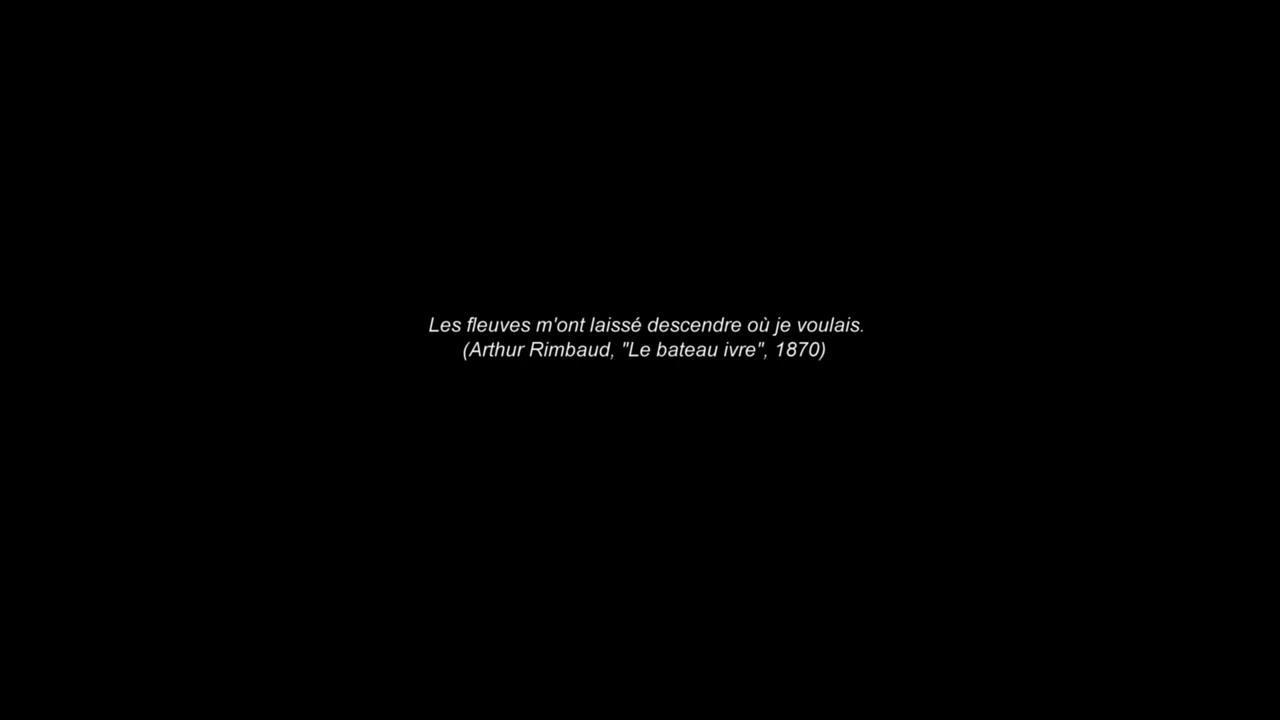 Les fleuves m'ont laissé descendre où je voulais.
(Arthur Rimbaud, "Le bateau ivre", 1870)